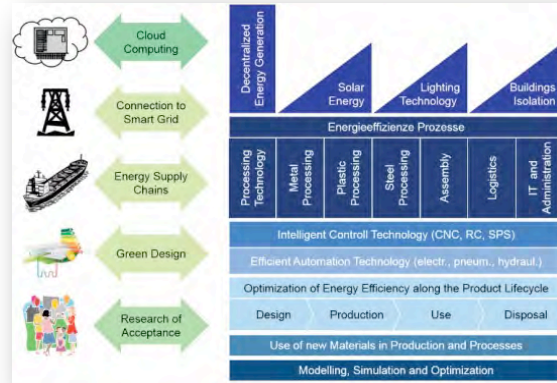 Cloud
Computing
Connection to
Smart Grid
Energy Supply
Chains
Green Design
Research of
Acceptance
Decentralized
Energy Generation
Solar
Energy
Lighting
Technology
Buildings
Isolation
Energieeffizienze Prozesse
Processing
Technology
Metal
Processing
Plastic
Processing
Steel
Processing
Assembly
Logistics
IT and
Administration
Intelligent Controll Technology (CNC, RC, SPS)
Efficient Automation Technology (electr., pneum., hydraul.)
Optimization of Energy Efficiency along the Product Lifecycle
Design
Production
Use
Disposal
Use of new Materials in Production and Processes
Modelling, Simulation and Optimization